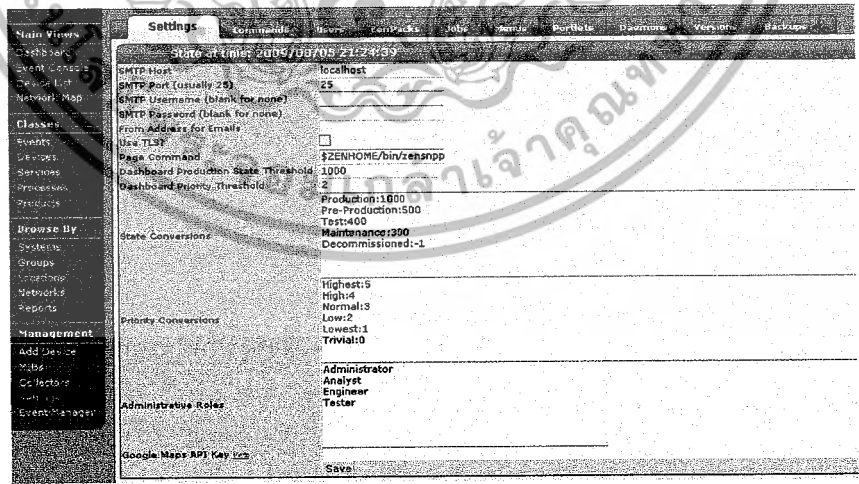 Settings Commands Users ZenPacks Jobs Menus Portlets Daemons Versions Backups
Main Views
Dashboard
Event Console
Device List
Network Map
Classes
Events
Devices
Services
Processes
Products
Browse By
Systems
Groups
Locations
Networks
Reports
Management
Add Device
Mibs
Collectors
Settings
Event Manager
State at time:
SMTP Host localhost
SMTP Port (usually 25) 25
SMTP Username (blank for none)
SMTP Password (blank for none)
From Address for Emails
Use TLS?
Page Command $ZENHOME/bin/zensnpp
Dashboard Production State Threshold 1000
Dashboard Priority Threshold 2
State Conversions
Production:1000
Pre-Production:500
Test:400
Maintenance:300
Decommissioned:-1
Priority Conversions
Highest:5
High:4
Normal:3
Low:2
Lowest:1
Trivial:0
Administrative Roles
Administrator
Analyst
Engineer
Tester
Google Maps API Key
Save